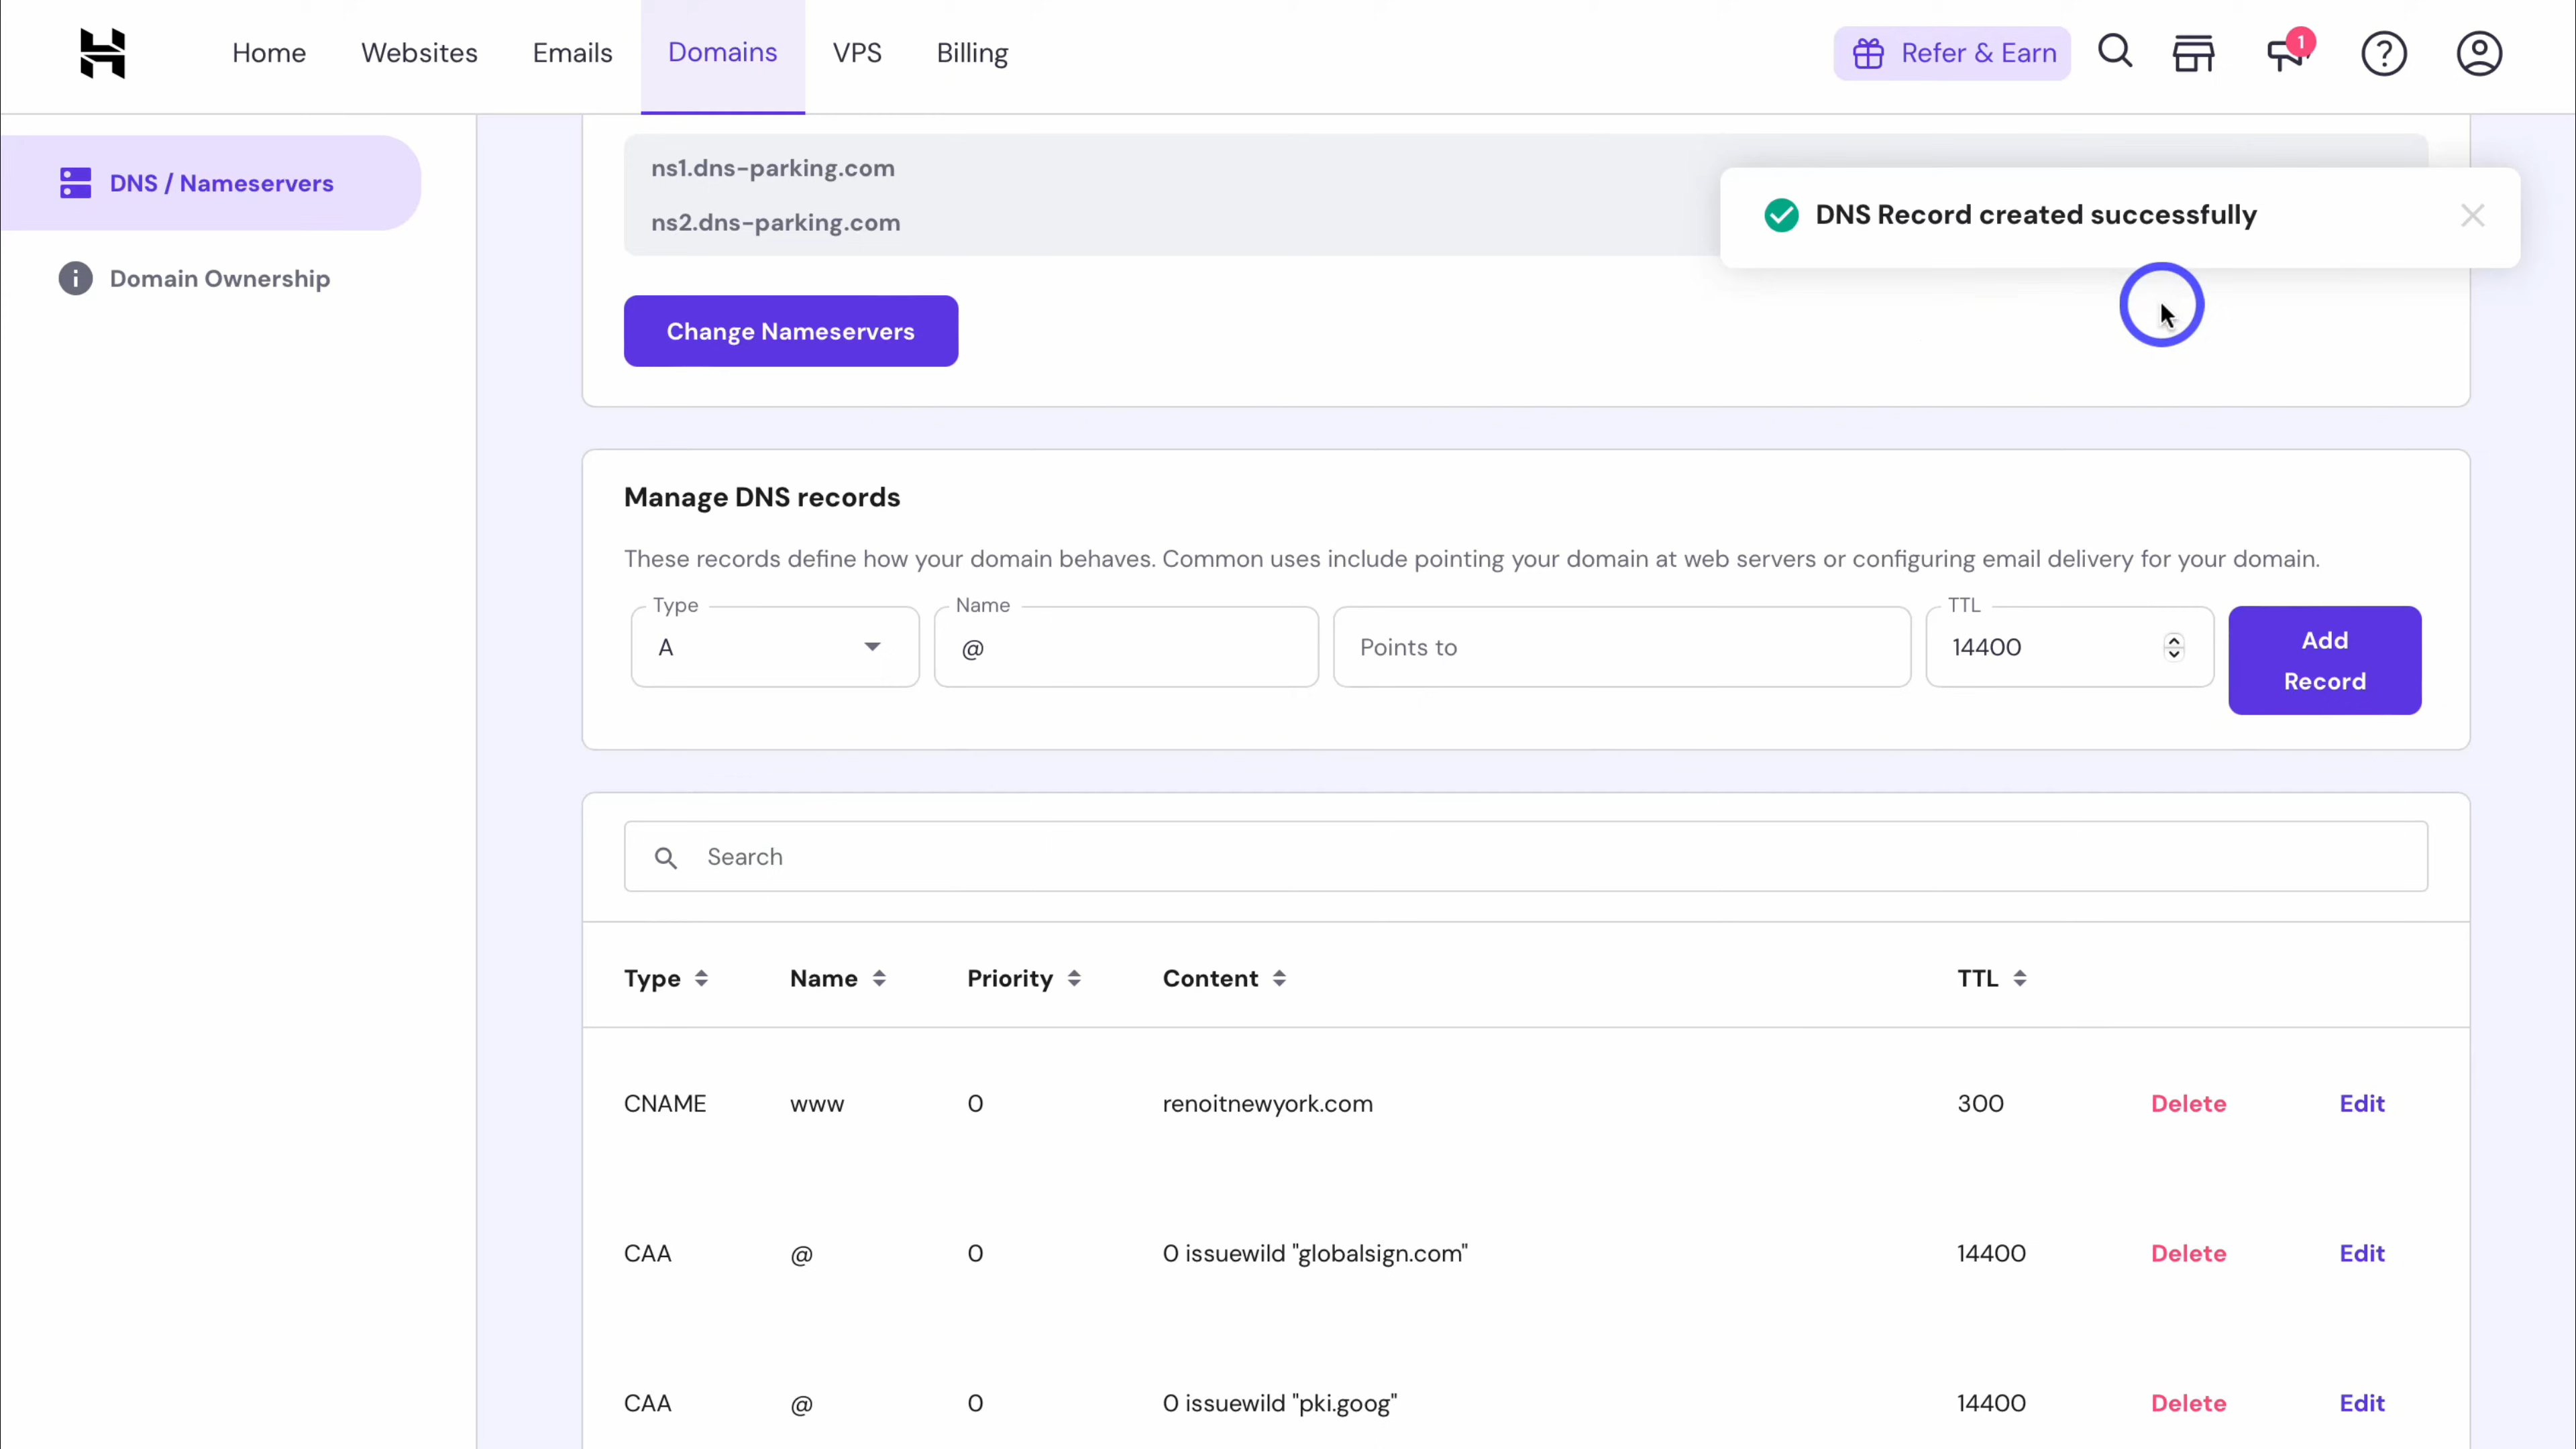 Home Websites Emails Domains VPS Billing Refer & Earn 1
DNS / Nameservers
Domain Ownership
ns1.dns-parking.com
ns2.dns-parking.com
DNS Record created successfully
Change Nameservers
Manage DNS records
These records define how your domain behaves. Common uses include pointing your domain at web servers or configuring email delivery for your domain.
Type Name TTL
A @ Points to 14400
Add
Record
Search
Type Name Priority Content TTL
CNAME www 0 renoitnewyork.com 300 Delete Edit
CAA @ 0 0 issuewild "globalsign.com" 14400 Delete Edit
CAA @ 0 0 issuewild "pki.goog" 14400 Delete Edit